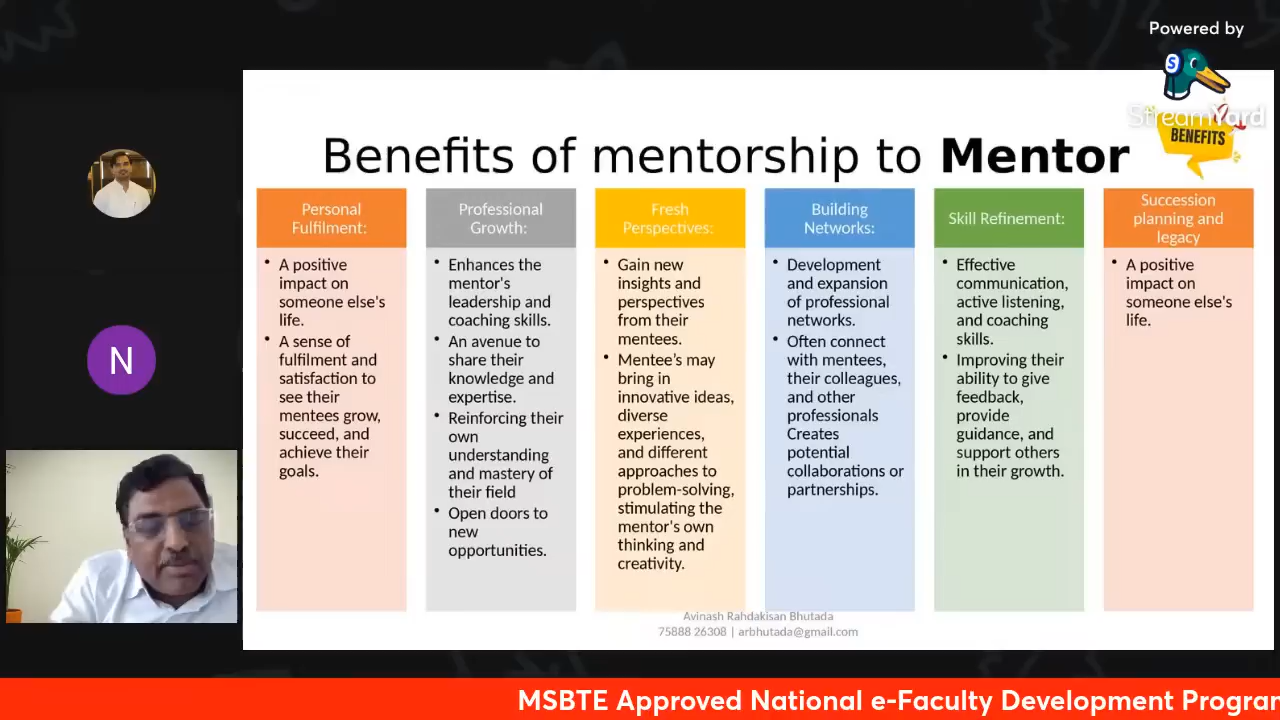 Powered by
S
StreamYard
BENEFITS
Benefits of mentorship to Mentor
Personal
Fulfilment:
• A positive
impact on
someone else's
life.
• A sense of
fulfilment and
satisfaction to
see their
mentees grow,
succeed, and
achieve their
goals.
Professional
Growth:
• Enhances the
mentor's
leadership and
coaching skills.
• An avenue to
share their
knowledge and
expertise.
• Reinforcing their
own
understanding
and mastery of
their field
• Open doors to
new
opportunities.
Fresh
Perspectives:
• Gain new
insights and
perspectives
from their
mentees.
• Mentee’s may
bring in
innovative ideas,
diverse
experiences,
and different
approaches to
problem-solving,
stimulating the
mentor's own
thinking and
creativity.
Building
Networks:
• Development
and expansion
of professional
networks.
• Often connect
with mentees,
their colleagues,
and other
professionals
Creates
potential
collaborations or
partnerships.
Skill Refinement:
• Effective
communication,
active listening,
and coaching
skills.
• Improving their
ability to give
feedback,
provide
guidance, and
support others
in their growth.
Succession
planning and
legacy
• A positive
impact on
someone else's
life.
N
Avinash Rahdakisan Bhutada
75888 26308 | arbhutada@gmail.com
MSBTE Approved National e-Faculty Development Program